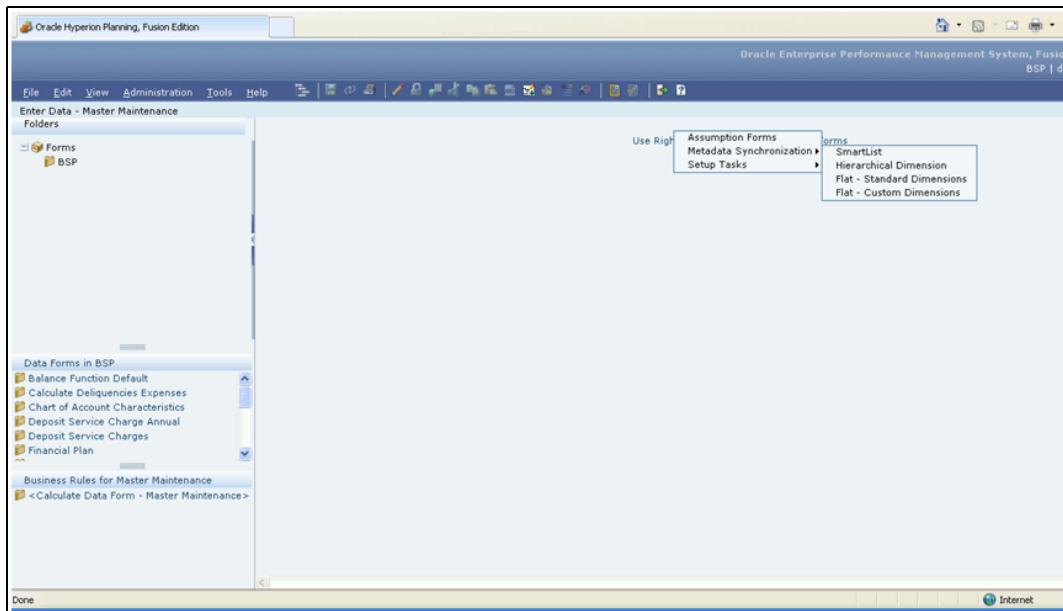 Oracle Hyperion Planning, Fusion Edition
Oracle Enterprise Performance Management System, Fusio
BSP | d
File Edit View Administration Tools Help
Enter Data - Master Maintenance
Folders
Forms
BSP
Use Righ
orms
Assumption Forms
Metadata Synchronization
Setup Tasks
SmartList
Hierarchical Dimension
Flat - Standard Dimensions
Flat - Custom Dimensions
Data Forms in BSP
Balance Function Default
Calculate Deliquencies Expenses
Chart of Account Characteristics
Deposit Service Charge Annual
Deposit Service Charges
Financial Plan
Business Rules for Master Maintenance
<Calculate Data Form - Master Maintenance>
Done
Internet